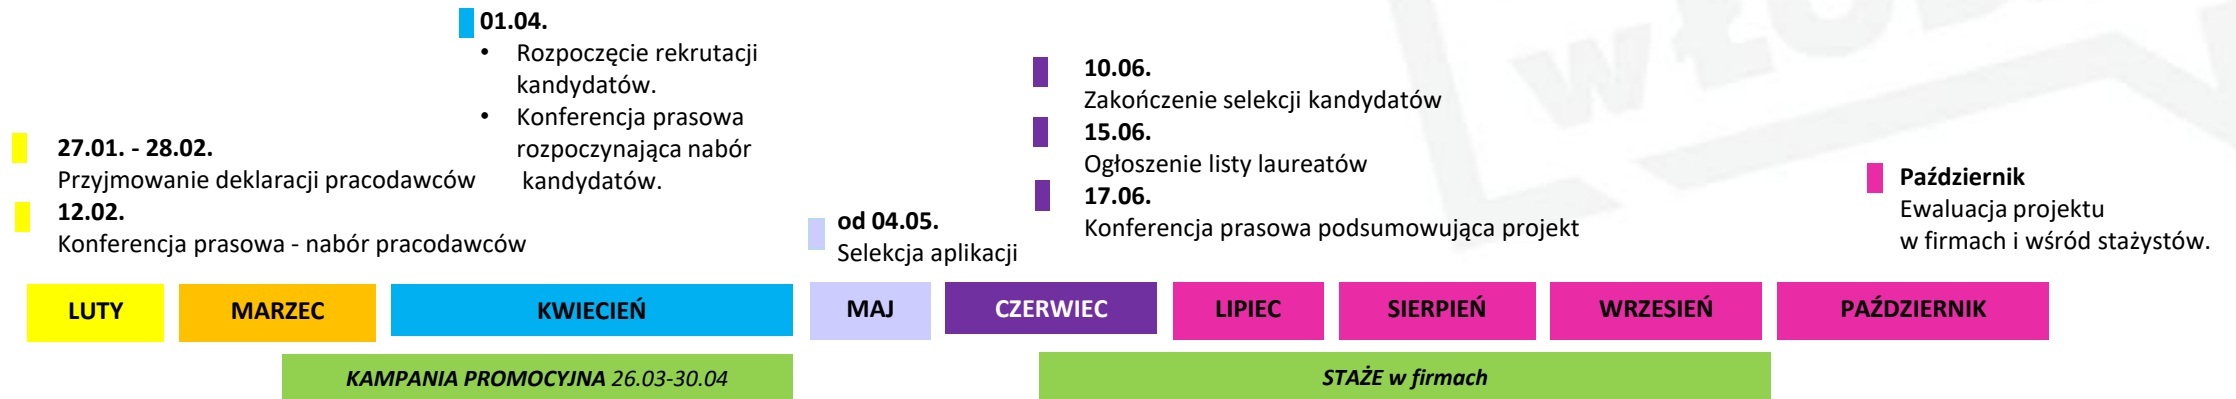 01.04.
• Rozpoczęcie rekrutacji
kandydatów.
• Konferencja prasowa
rozpoczynająca nabór
kandydatów.
27.01. - 28.02.
Przyjmowanie deklaracji pracodawców
12.02.
Konferencja prasowa - nabór pracodawców
od 04.05.
Selekcja aplikacji
10.06.
Zakończenie selekcji kandydatów
15.06.
Ogłoszenie listy laureatów
17.06.
Konferencja prasowa podsumowująca projekt
Październik
Ewaluacja projektu
w firmach i wśród stażystów.
LUTY
MARZEC
KWIECIEŃ
MAJ
CZERWIEC
LIPIEC
SIERPIEŃ
WRZESIEŃ
PAŹDZIERNIK
KAMPANIA PROMOCYJNA 26.03-30.04
STAŻE w firmach